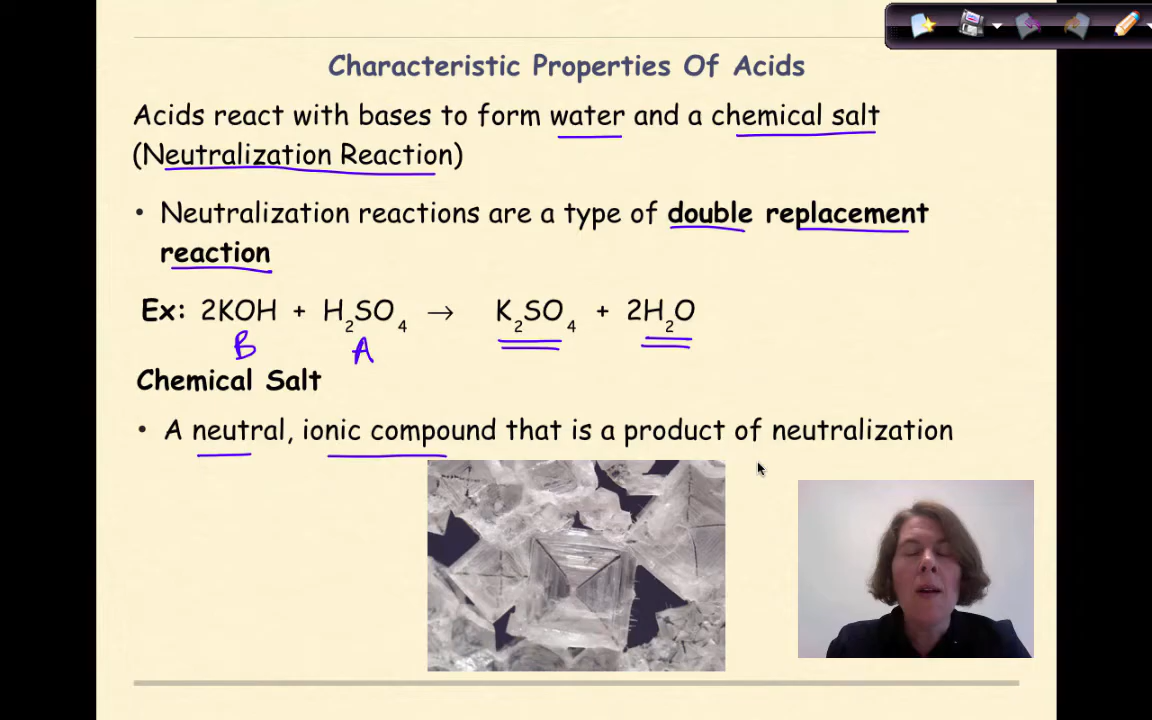 Characteristic Properties Of Acids
Acids react with bases to form water and a chemical salt
(Neutralization Reaction)
• Neutralization reactions are a type of double replacement
reaction
Ex: 2KOH + H₂SO₄ → K₂SO₄ + 2H₂O
B A
Chemical Salt
• A neutral, ionic compound that is a product of neutralization